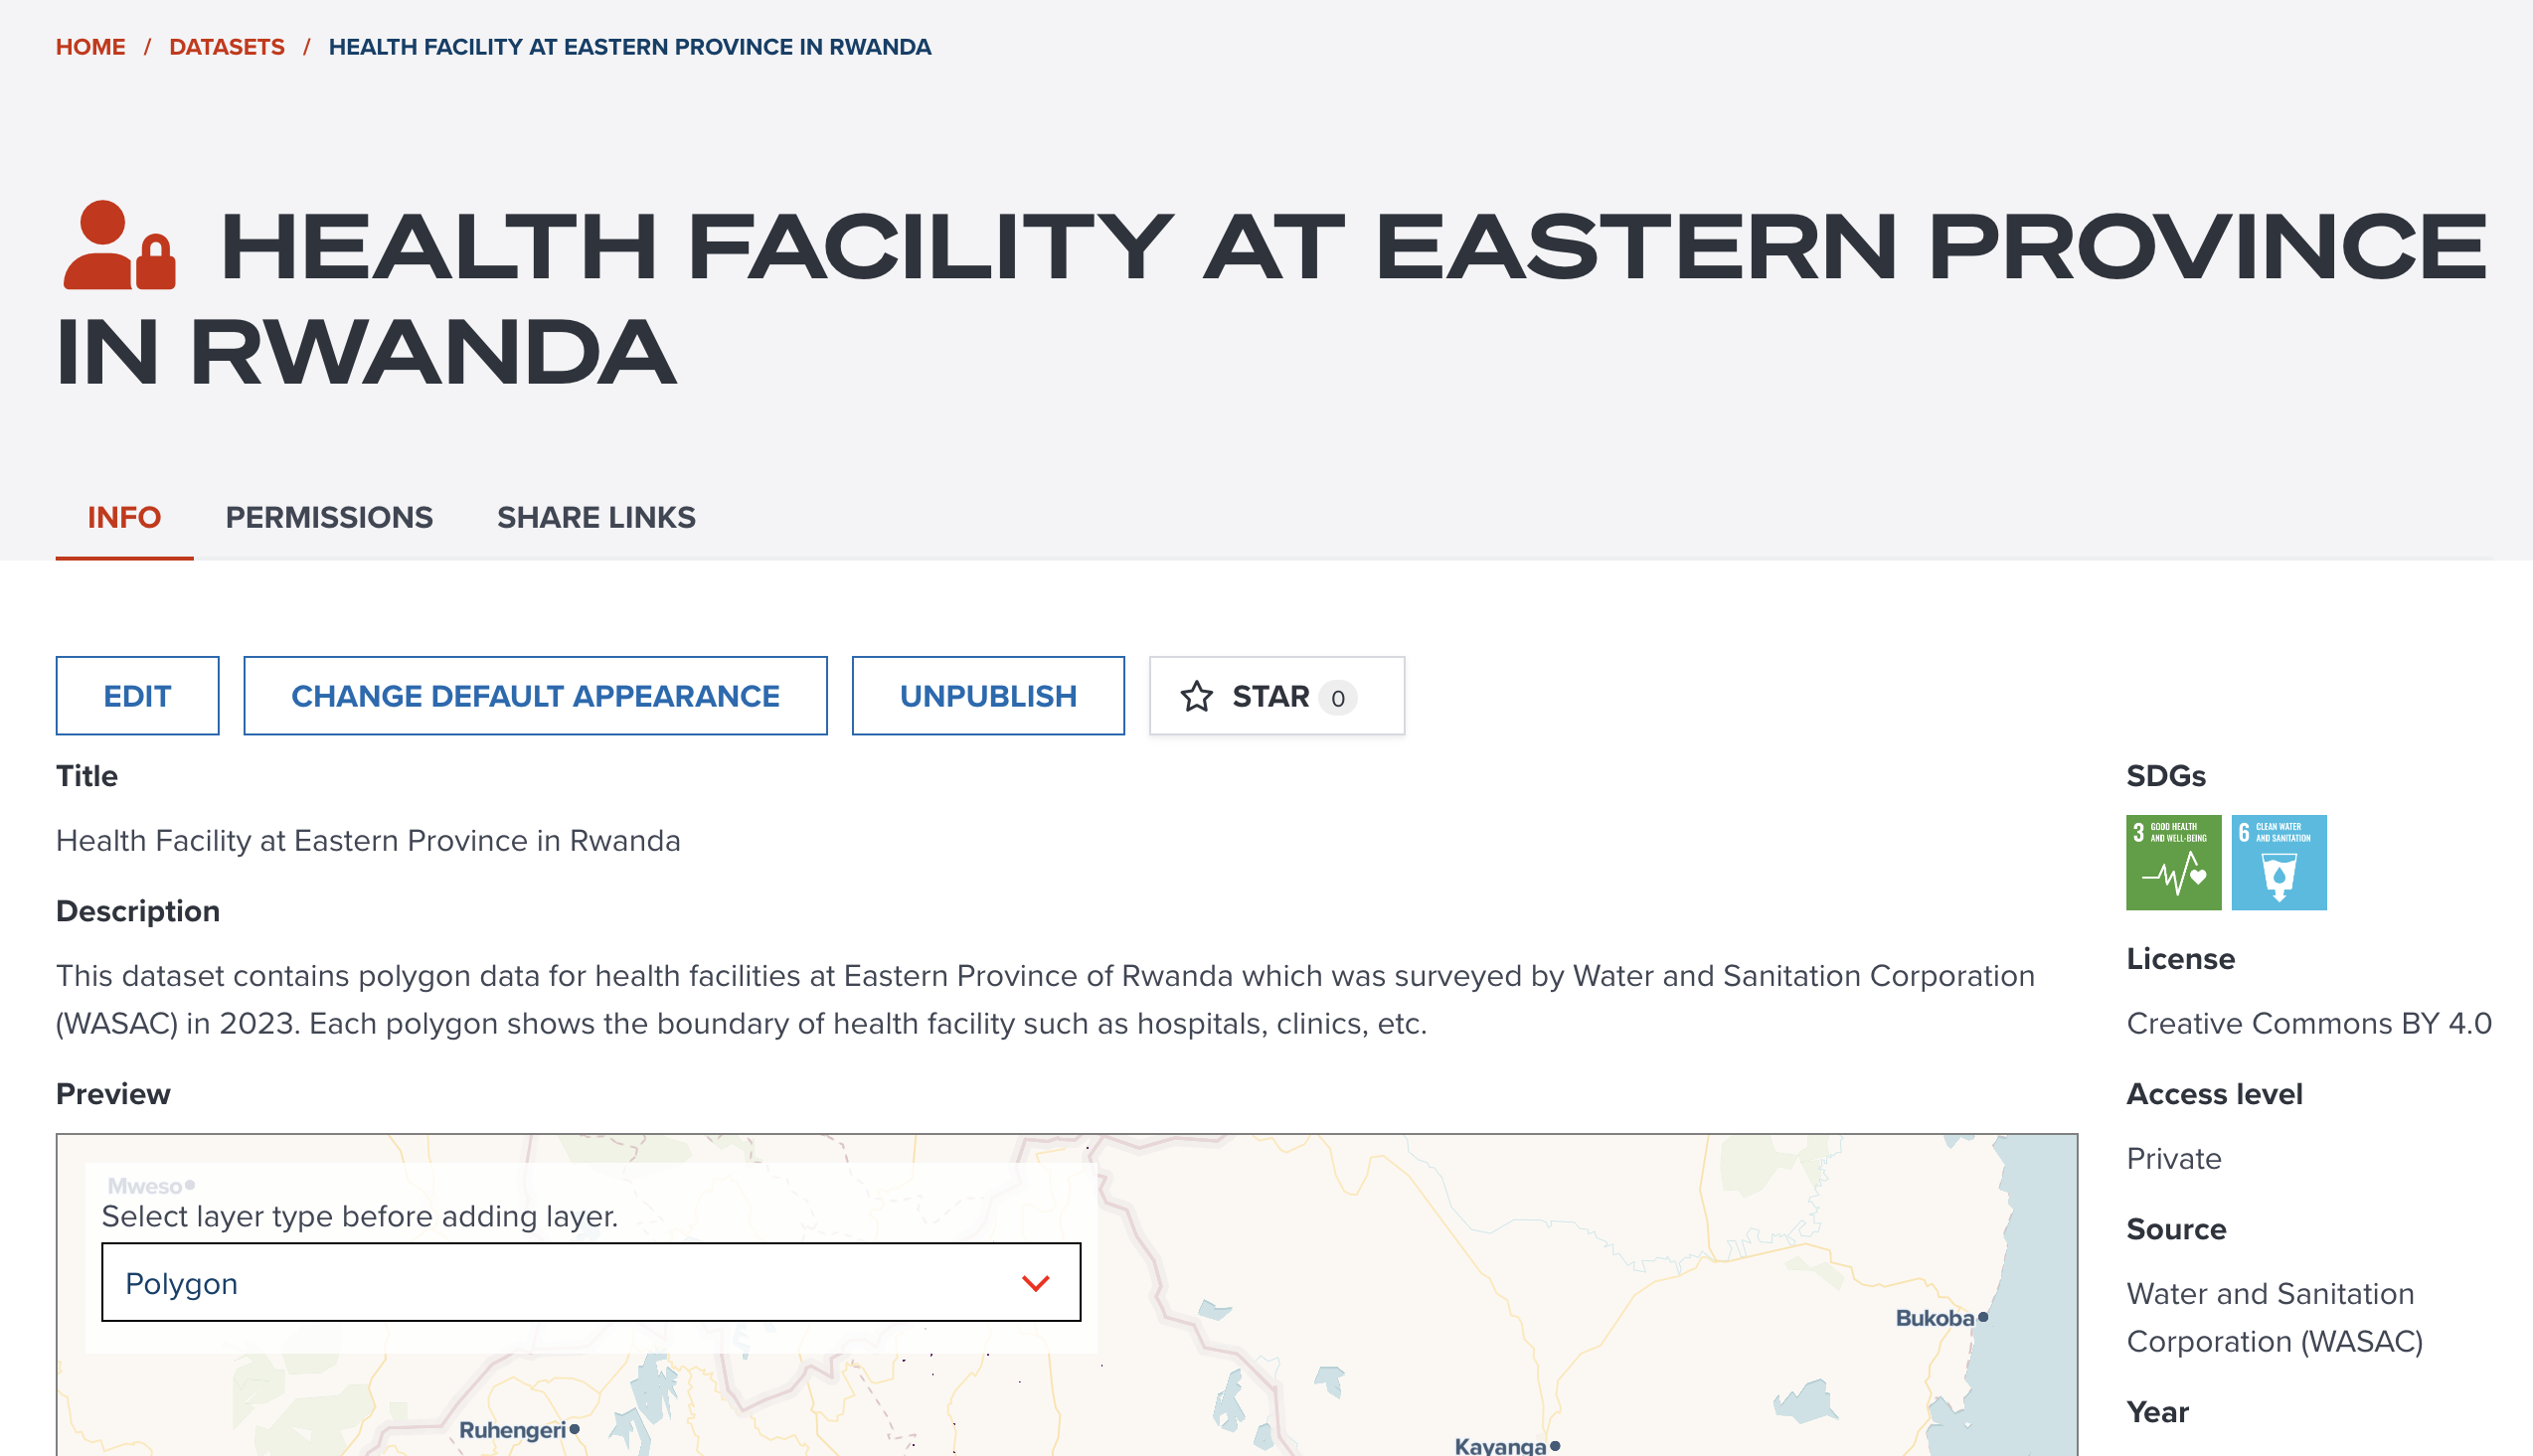 HOME / DATASETS / HEALTH FACILITY AT EASTERN PROVINCE IN RWANDA
HEALTH FACILITY AT EASTERN PROVINCE
IN RWANDA
INFO PERMISSIONS SHARE LINKS
EDIT CHANGE DEFAULT APPEARANCE UNPUBLISH STAR 0
Title
Health Facility at Eastern Province in Rwanda
Description
This dataset contains polygon data for health facilities at Eastern Province of Rwanda which was surveyed by Water and Sanitation Corporation
(WASAC) in 2023. Each polygon shows the boundary of health facility such as hospitals, clinics, etc.
Preview
Mweso
Select layer type before adding layer.
Polygon
Bukoba
Ruhengeri
Kayanga
SDGs
3 GOOD HEALTH
AND WELL-BEING
6 CLEAN WATER
AND SANITATION
License
Creative Commons BY 4.0
Access level
Private
Source
Water and Sanitation
Corporation (WASAC)
Year